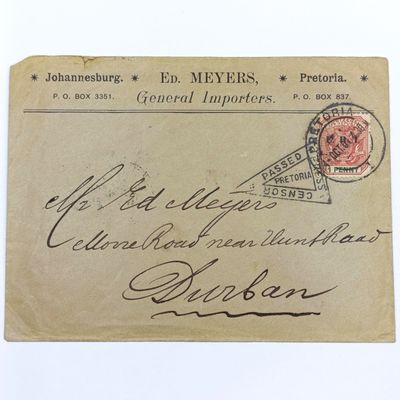 * Johannesburg. * ED. MEYERS, * Pretoria. *
P. O. BOX 3351. General Importers. P. O. BOX 837.
PRETORIA
PASSED
PRETORIA
CENSOR
1 PENNY
Mr Ed Meyers
Moore Road near Hunt Road
Durban